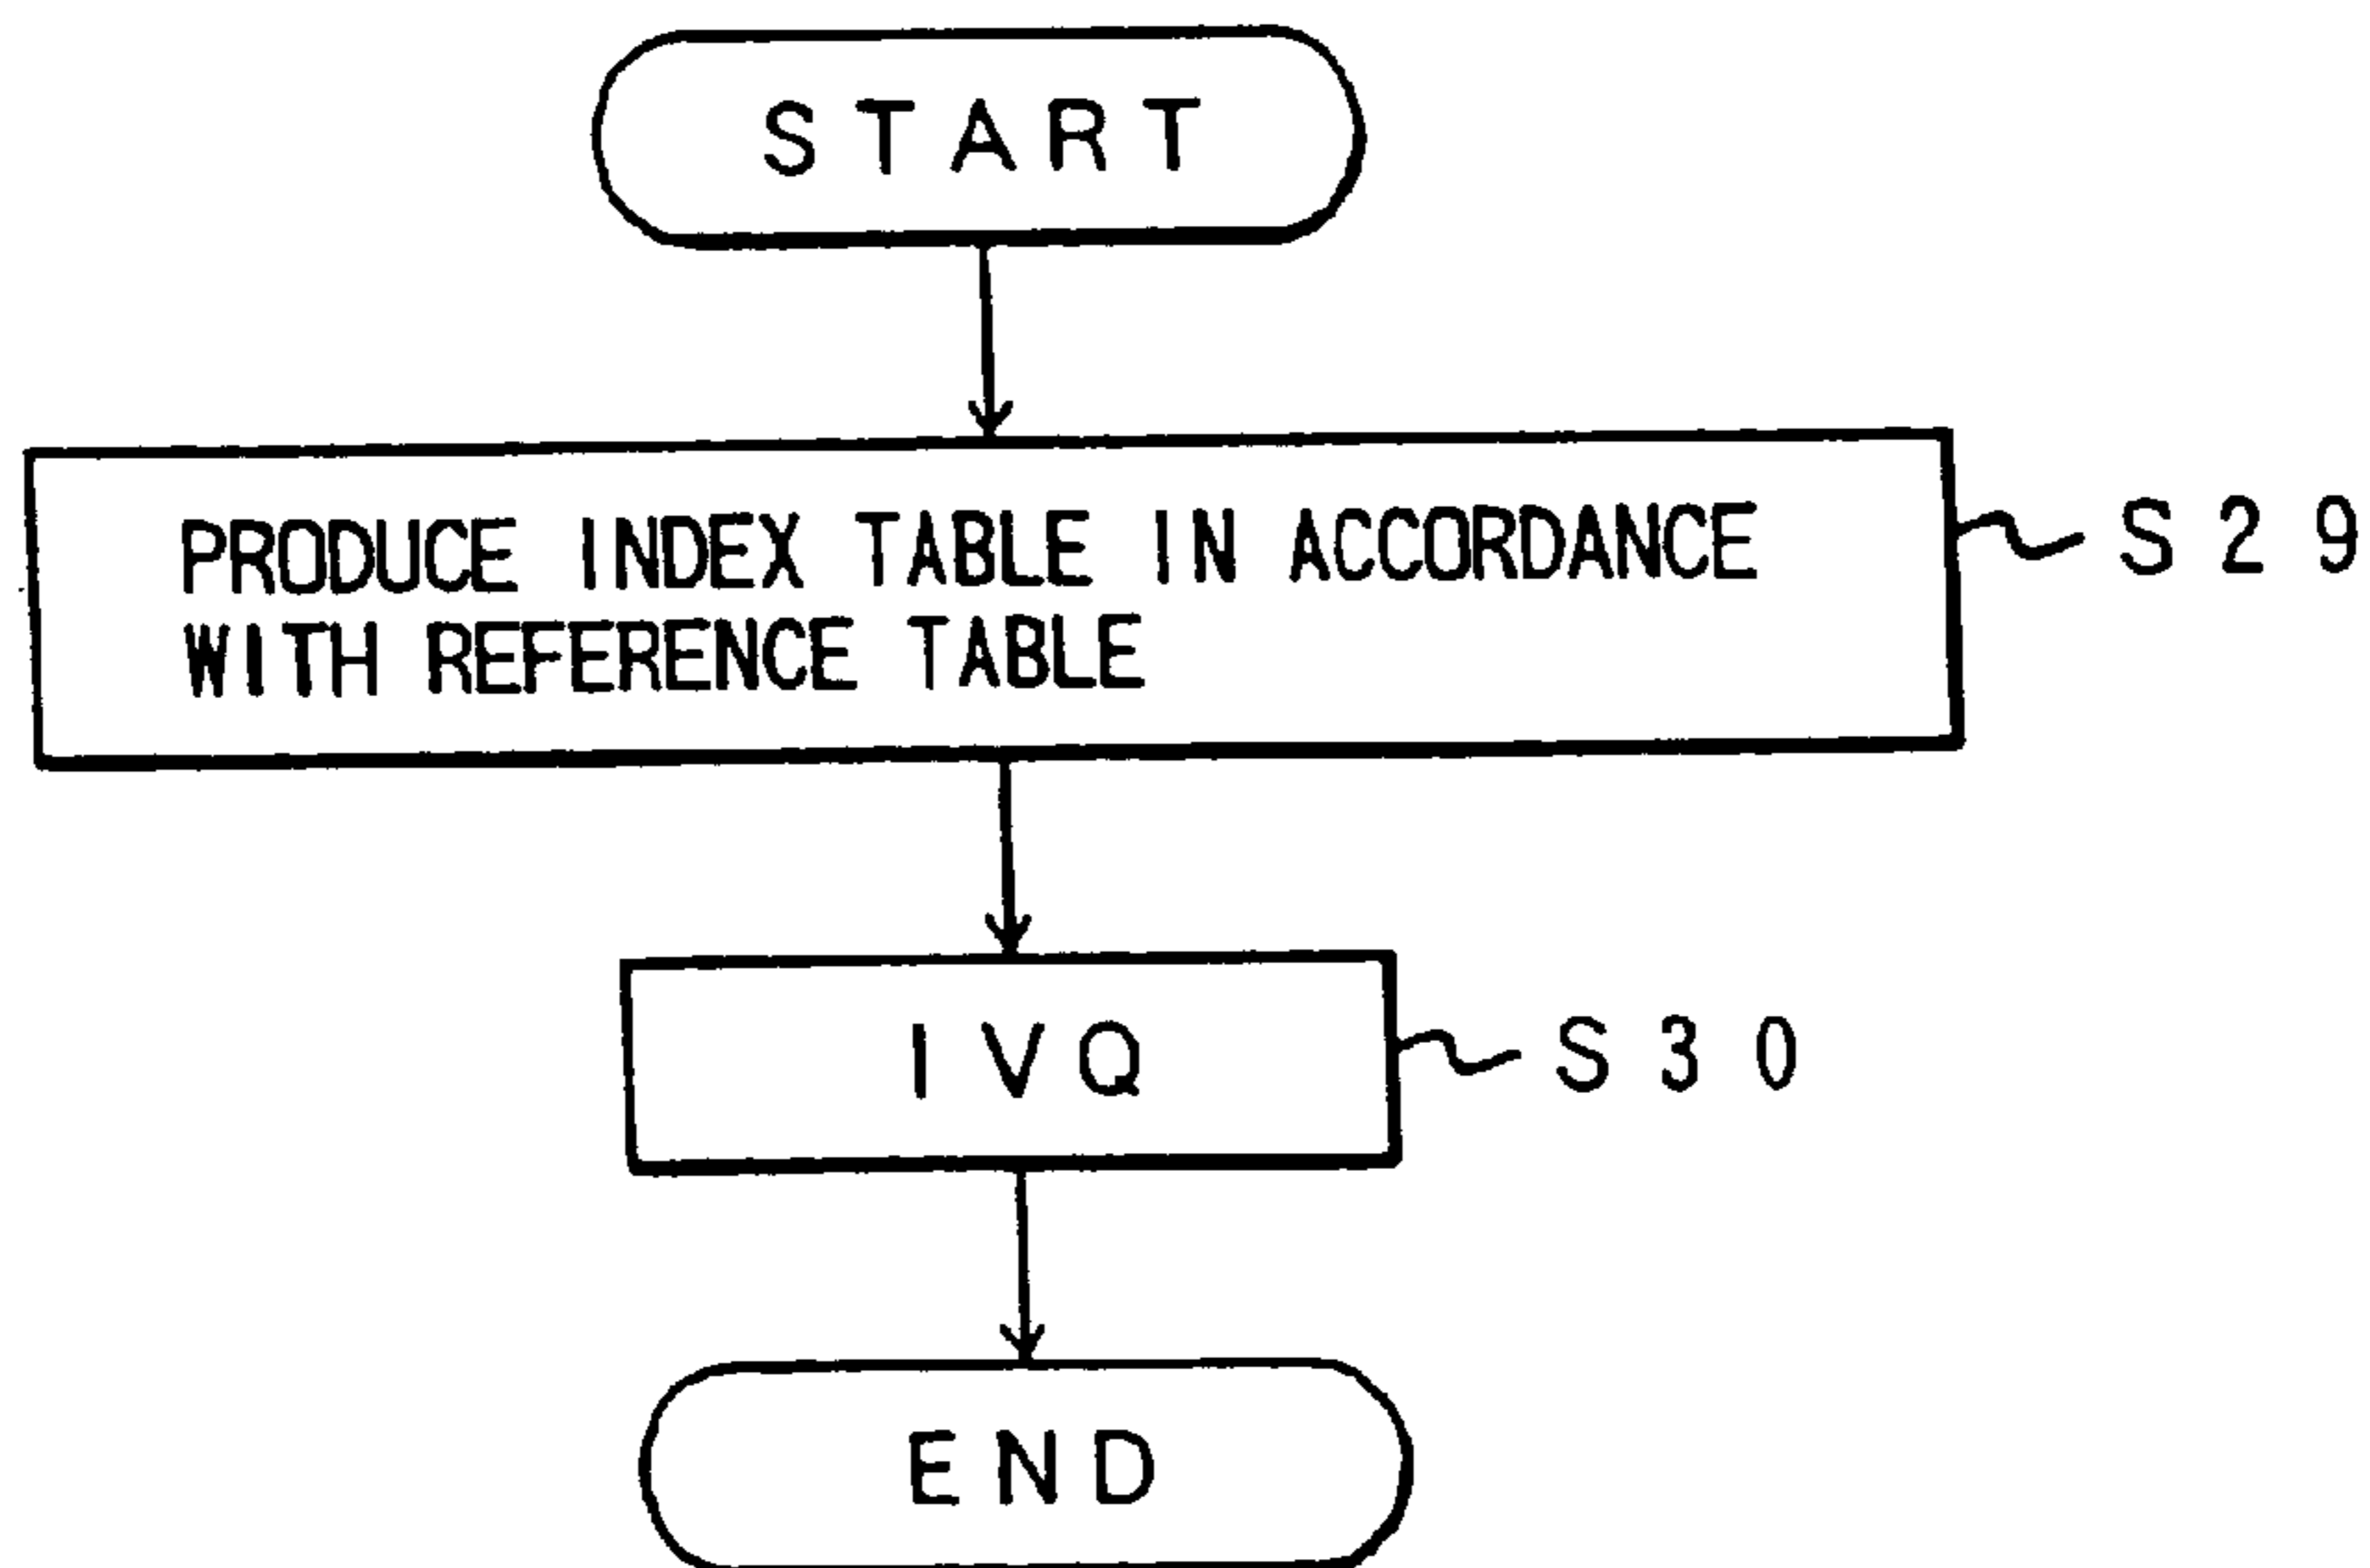 START
PRODUCE INDEX TABLE IN ACCORDANCE
WITH REFERENCE TABLE
S29
IVQ
S30
END